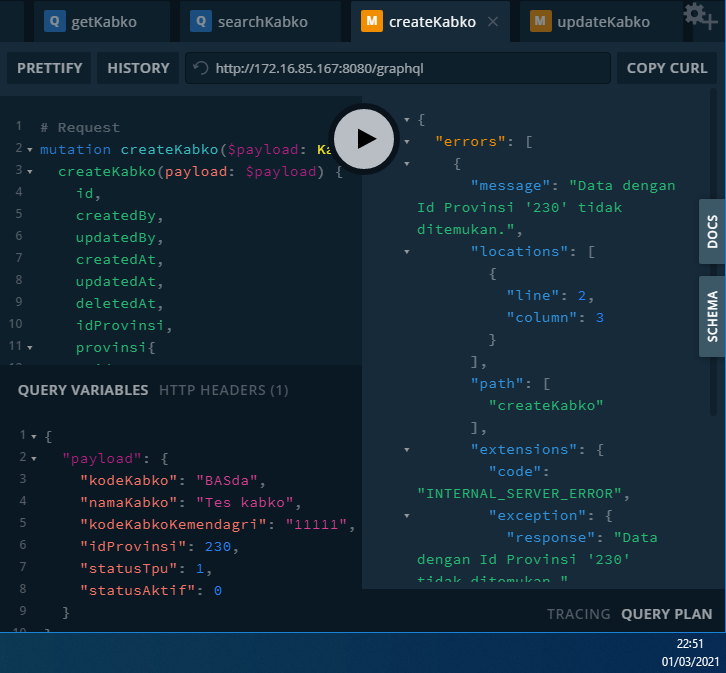 Q getKabko
Q searchKabko
M createKabko
M updateKabko
PRETTIFY
HISTORY
http://172.16.85.167:8080/graphql
COPY CURL
1 # Request
2 mutation createKabko($payload:
3 createKabko(payload: $payload) {
4 id,
5 createdBy,
6 updatedBy,
7 createdAt,
8 updatedAt,
9 deletedAt,
10 idProvinsi,
11 provinsi{
QUERY VARIABLES HTTP HEADERS (1)
1 {
2 "payload": {
3 "kodeKabko": "BASda",
4 "namaKabko": "Tes kabko",
5 "kodeKabkoKemendagri": "11111",
6 "idProvinsi": 230,
7 "statusTpu": 1,
8 "statusAktif": 0
9 }
10 }
{
"errors": [
{
"message": "Data dengan
Id Provinsi '230' tidak
ditemukan.",
"locations": [
{
"line": 2,
"column": 3
}
],
"path": [
"createKabko"
],
"extensions": {
"code":
"INTERNAL_SERVER_ERROR",
"exception": {
"response": "Data
dengan Id Provinsi '230'
tidak ditemukan."
DOCS
SCHEMA
TRACING QUERY PLAN
22:51
01/03/2021